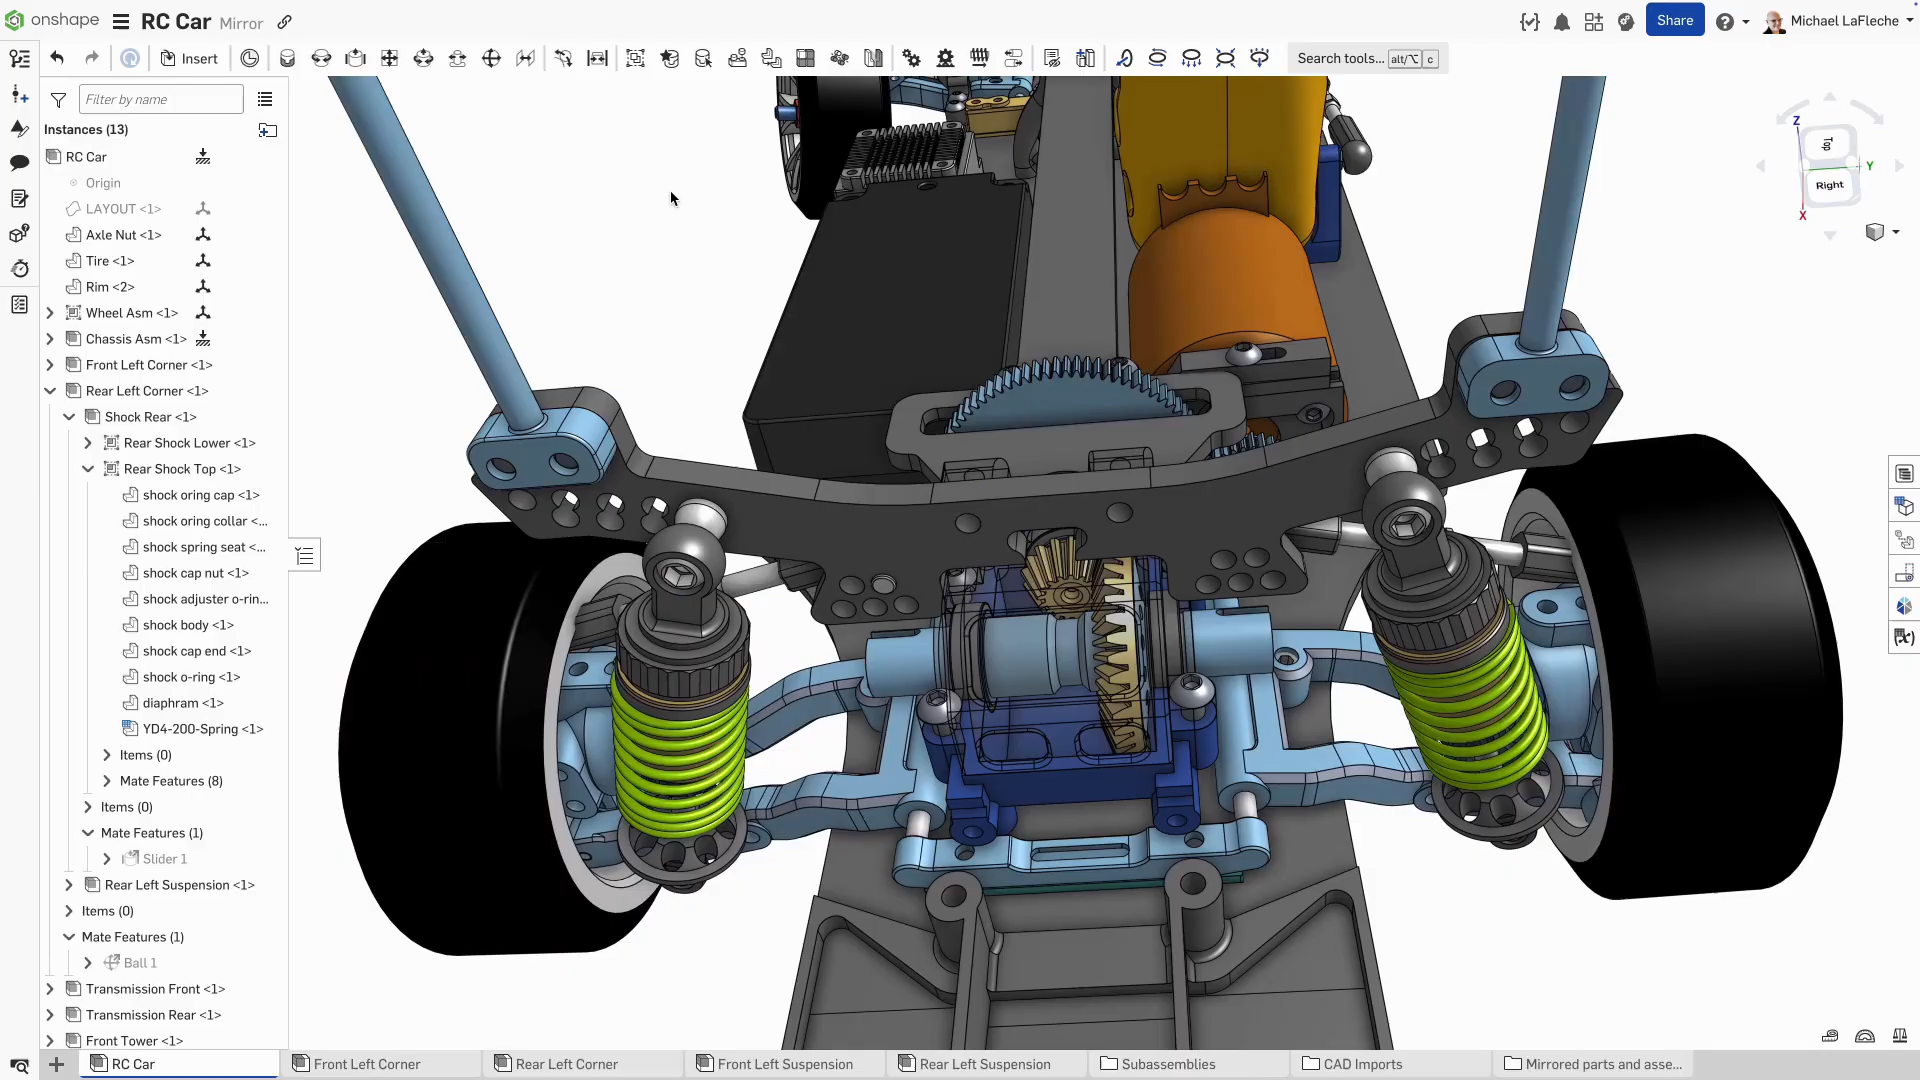 onshape
RC Car Mirror
Share
Michael LaFleche
Insert
Search tools... alt/⌥ c
Filter by name
Instances (13)
RC Car
Origin
LAYOUT <1>
Axle Nut <1>
Tire <1>
Rim <2>
Wheel Asm <1>
Chassis Asm <1>
Front Left Corner <1>
Rear Left Corner <1>
Shock Rear <1>
Rear Shock Lower <1>
Rear Shock Top <1>
shock oring cap <1>
shock oring collar <...
shock spring seat <...
shock cap nut <1>
shock adjuster o-rin...
shock body <1>
shock cap end <1>
shock o-ring <1>
diaphram <1>
YD4-200-Spring <1>
Items (0)
Mate Features (8)
Items (0)
Mate Features (1)
Slider 1
Rear Left Suspension <1>
Items (0)
Mate Features (1)
Ball 1
Transmission Front <1>
Transmission Rear <1>
Front Tower <1>
Z
Top
Y
Right
X
RC Car
Front Left Corner
Rear Left Corner
Front Left Suspension
Rear Left Suspension
Subassemblies
CAD Imports
Mirrored parts and asse...